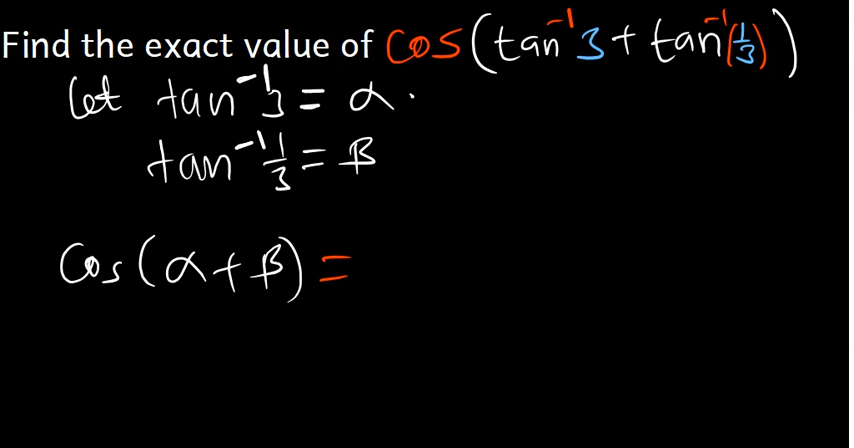 Find the exact value of cos(tan⁻¹3 + tan⁻¹(1/3))
let tan⁻¹3 = α.
tan⁻¹1/3 = β
Cos(α+β) =